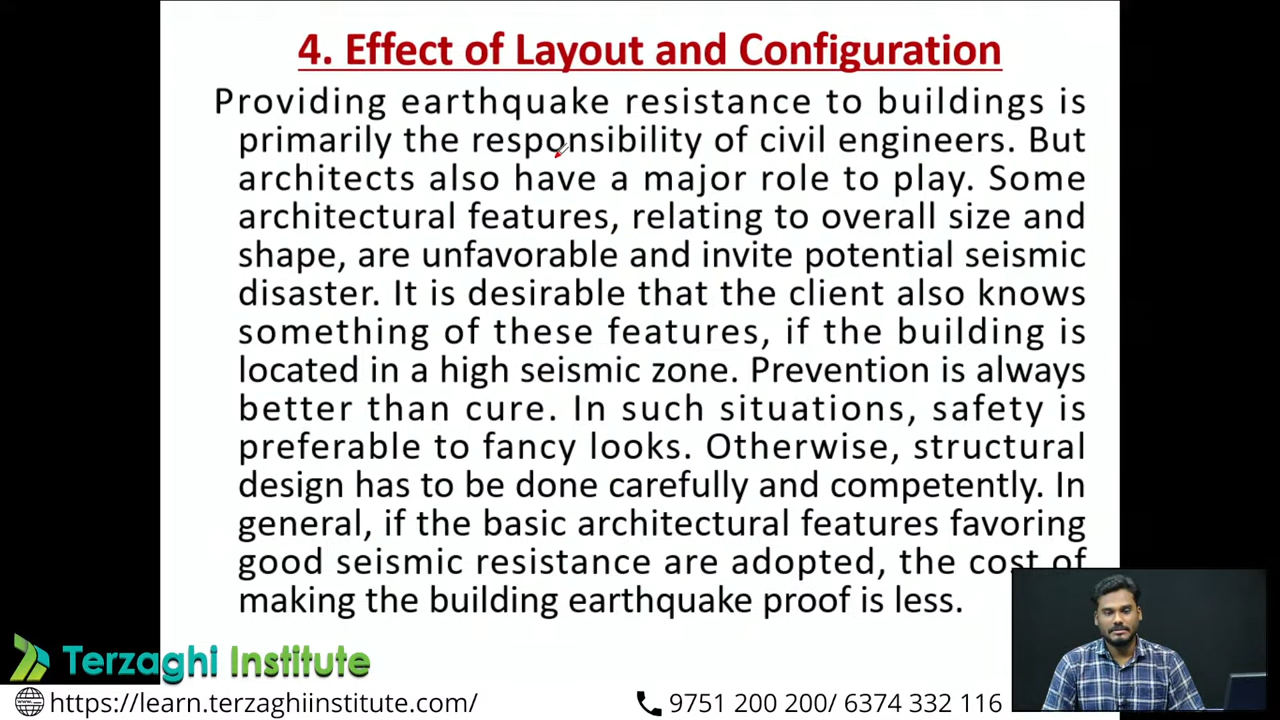 4. Effect of Layout and Configuration
Providing earthquake resistance to buildings is
primarily the responsibility of civil engineers. But
architects also have a major role to play. Some
architectural features, relating to overall size and
shape, are unfavorable and invite potential seismic
disaster. It is desirable that the client also knows
something of these features, if the building is
located in a high seismic zone. Prevention is always
better than cure. In such situations, safety is
preferable to fancy looks. Otherwise, structural
design has to be done carefully and competently. In
general, if the basic architectural features favoring
good seismic resistance are adopted, the cost of
making the building earthquake proof is less.
Terzaghi Institute
https://learn.terzaghiinstitute.com/
9751 200 200/ 6374 332 116